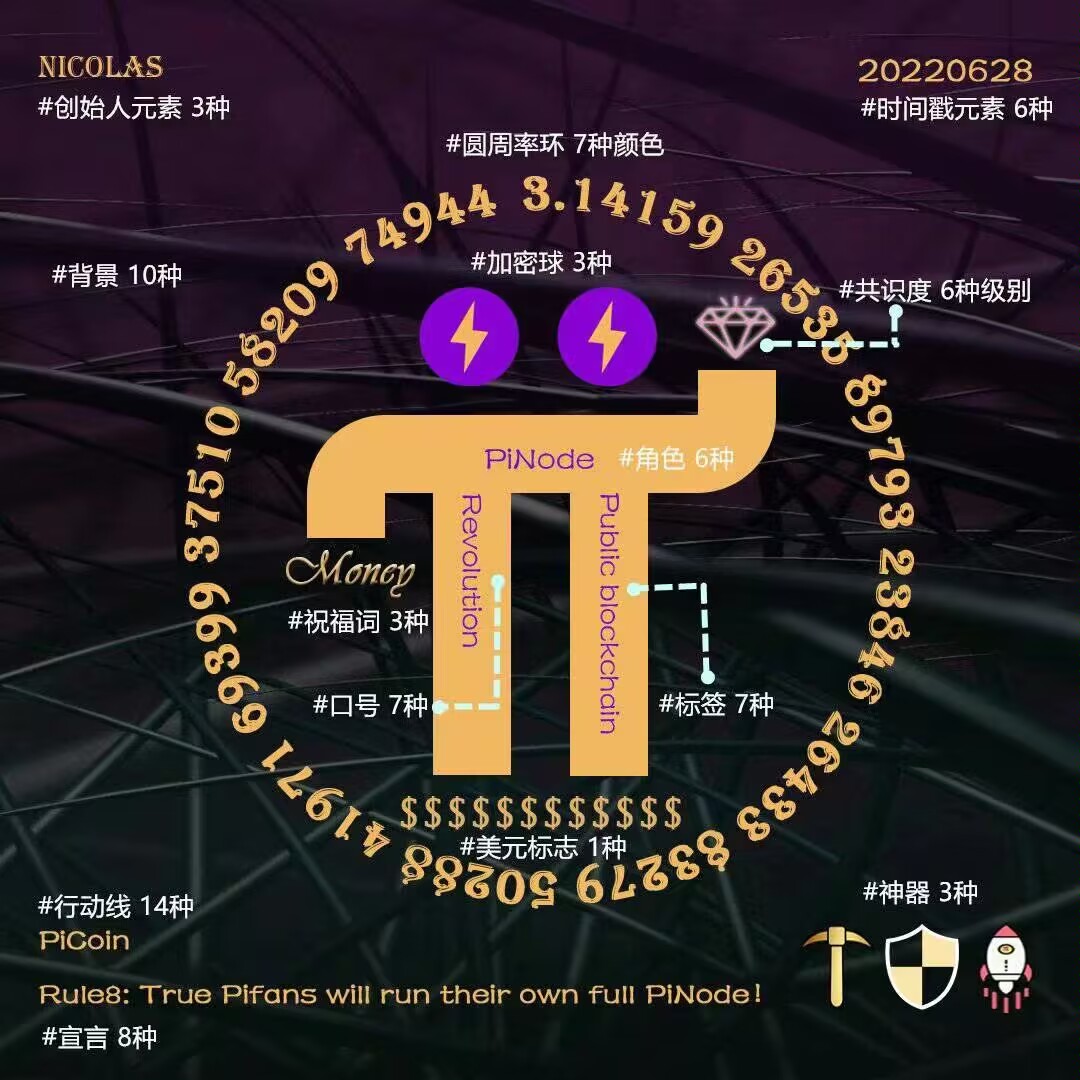 NICOLAS
#创始人元素 3种
20220628
#时间戳元素 6种
#圆周率环 7种颜色
3.14159 26535 89793 23846 26433 83279 50288 41971 69399 37510 58209 74944
#加密球 3种
#背景 10种
#共识度 6种级别
PiNode
#角色 6种
Revolution
Public blockchain
Money
#祝福词 3种
#口号 7种
#标签 7种
$$$$$$$$$$$$
#美元标志 1种
#行动线 14种
PiCoin
#神器 3种
Rule8: True Pifans will run their own full PiNode!
#宣言 8种